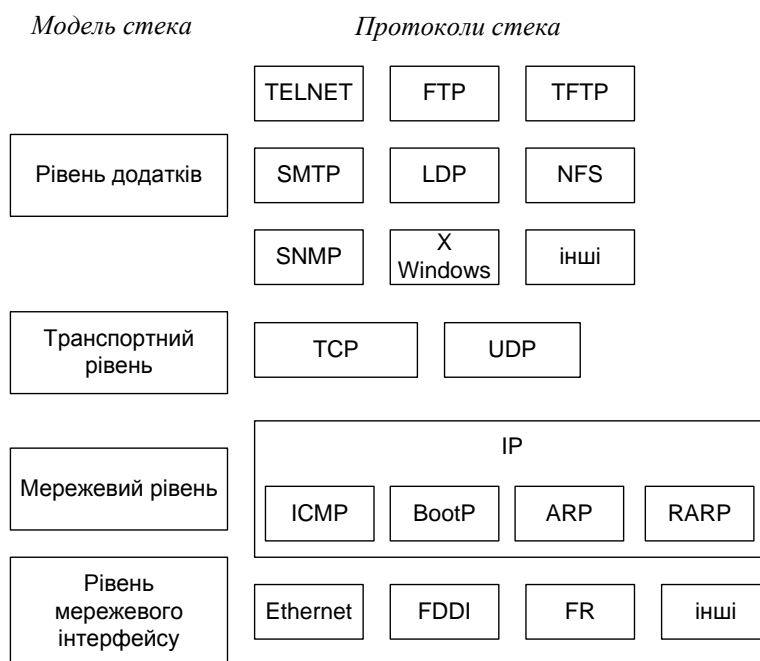 Модель стека
Протоколи стека
TELNET
FTP
TFTP
Рівень додатків
SMTP
LDP
NFS
SNMP
X
Windows
інші
Транспортний
рівень
TCP
UDP
IP
Мережевий рівень
ICMP
BootP
ARP
RARP
Рівень
мережевого
інтерфейсу
Ethernet
FDDI
FR
інші